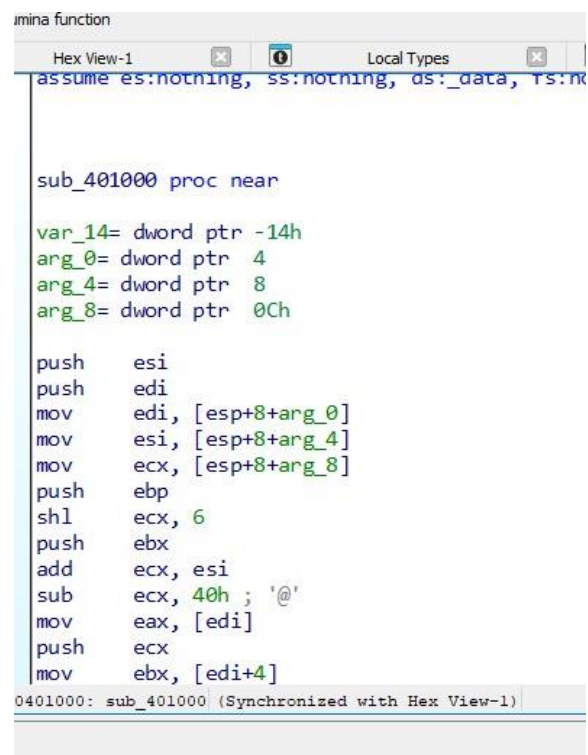 umina function
Hex View-1 Local Types
assume es:nothing, ss:nothing, ds:_data, fs:no
sub_401000 proc near
var_14= dword ptr -14h
arg_0= dword ptr 4
arg_4= dword ptr 8
arg_8= dword ptr 0Ch
push esi
push edi
mov edi, [esp+8+arg_0]
mov esi, [esp+8+arg_4]
mov ecx, [esp+8+arg_8]
push ebp
shl ecx, 6
push ebx
add ecx, esi
sub ecx, 40h ; '@'
mov eax, [edi]
push ecx
mov ebx, [edi+4]
0401000: sub_401000 (Synchronized with Hex View-1)